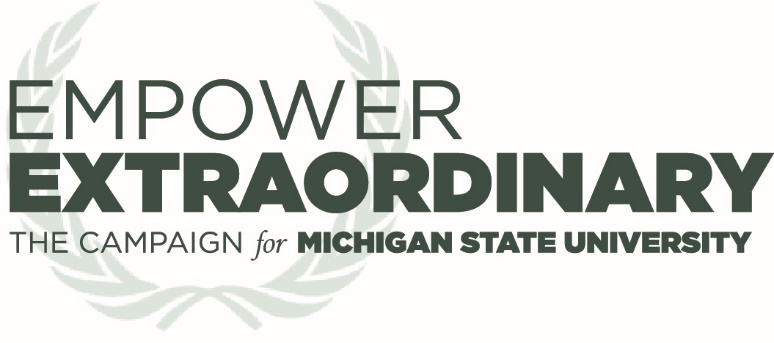 EMPOWER
EXTRAORDINARY
THE CAMPAIGN for MICHIGAN STATE UNIVERSITY